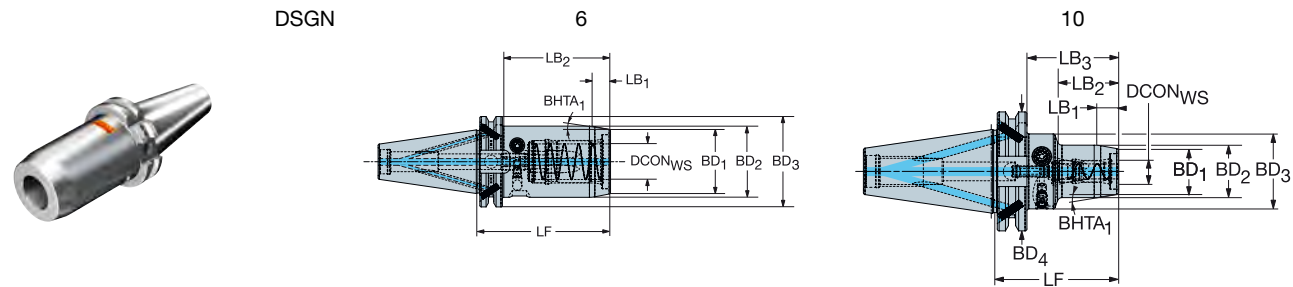 DSGN 6 10
LB2
LB1
BHTA1
DCONWS
BD1
BD2
BD3
LF
LB3
LB2
LB1
DCONWS
BD1
BD2
BD3
BHTA1
BD4
LF